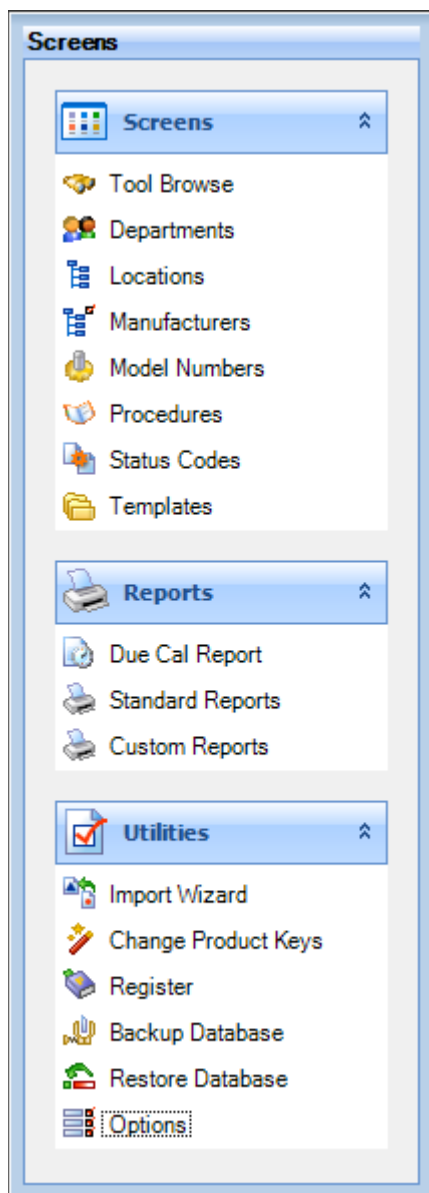 Screens
Screens
Tool Browse
Departments
Locations
Manufacturers
Model Numbers
Procedures
Status Codes
Templates
Reports
Due Cal Report
Standard Reports
Custom Reports
Utilities
Import Wizard
Change Product Keys
Register
Backup Database
Restore Database
Options